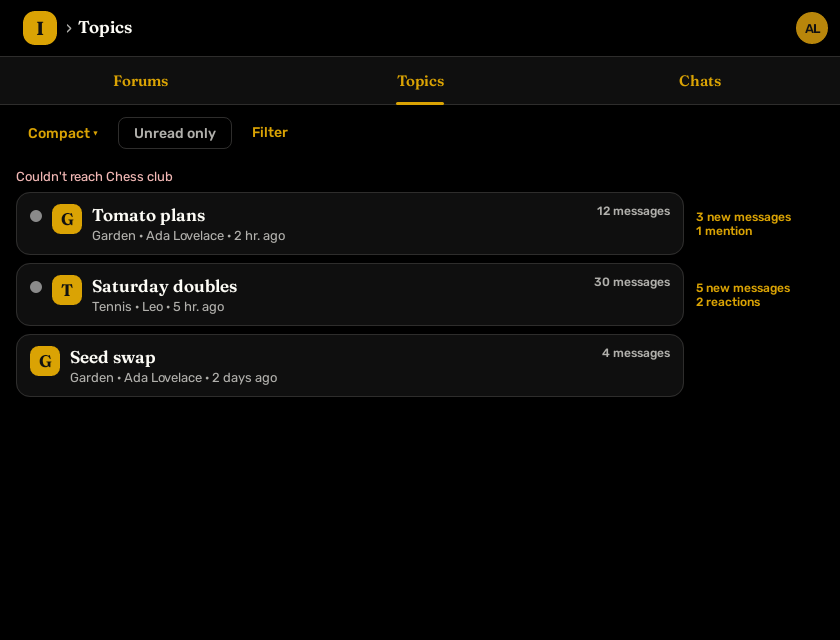 I › Topics
AL
Forums
Topics
Chats
Compact ▾
Unread only
Filter
Couldn't reach Chess club
G
Tomato plans
12 messages
Garden • Ada Lovelace • 2 hr. ago
3 new messages
1 mention
T
Saturday doubles
30 messages
Tennis • Leo • 5 hr. ago
5 new messages
2 reactions
G
Seed swap
4 messages
Garden • Ada Lovelace • 2 days ago